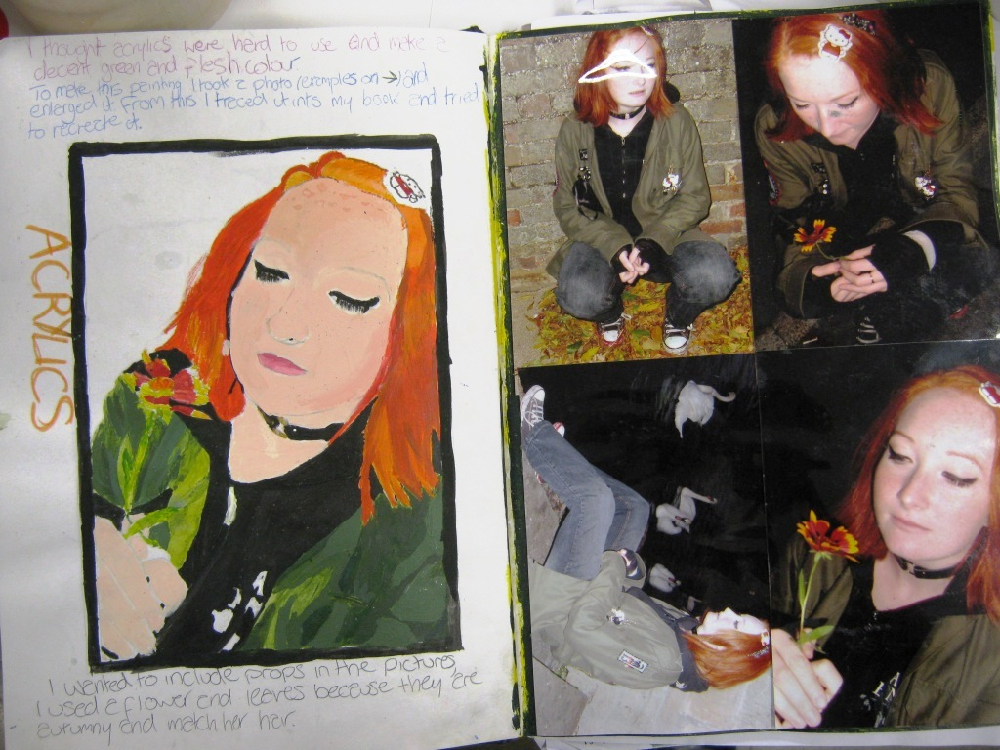 I thought acrylics were hard to use and make a
decent green and flesh colour
To make this painting I took a photo (examples on →) and
enlarged it. From this I traced it into my book and tried
to recreate it.
ACRYLICS
I wanted to include props in the pictures
I used a flower and leaves because they are
autumny and match her hair.